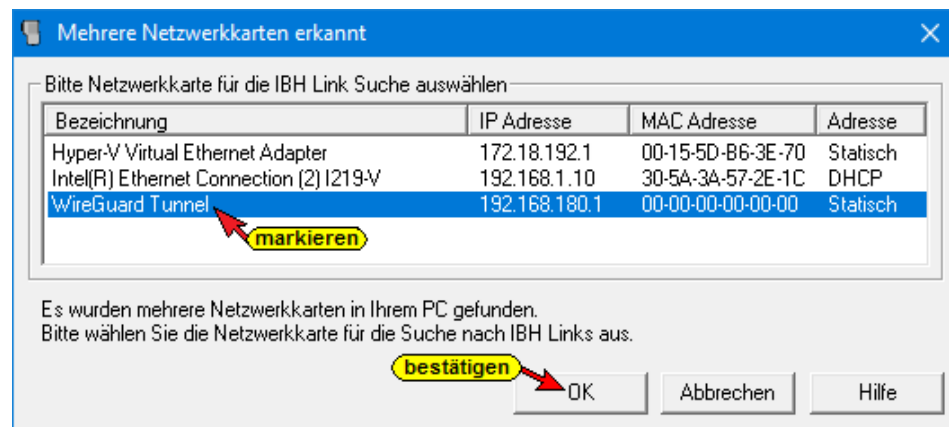 Mehrere Netzwerkkarten erkannt
Bitte Netzwerkkarte für die IBH Link Suche auswählen
Bezeichnung IP Adresse MAC Adresse Adresse
Hyper-V Virtual Ethernet Adapter 172.18.192.1 00-15-5D-B6-3E-70 Statisch
Intel(R) Ethernet Connection (2) I219-V 192.168.1.10 30-5A-3A-57-2E-1C DHCP
WireGuard Tunnel 192.168.180.1 00-00-00-00-00-00 Statisch
markieren
Es wurden mehrere Netzwerkkarten in Ihrem PC gefunden.
Bitte wählen Sie die Netzwerkkarte für die Suche nach IBH Links aus.
bestätigen
OK Abbrechen Hilfe